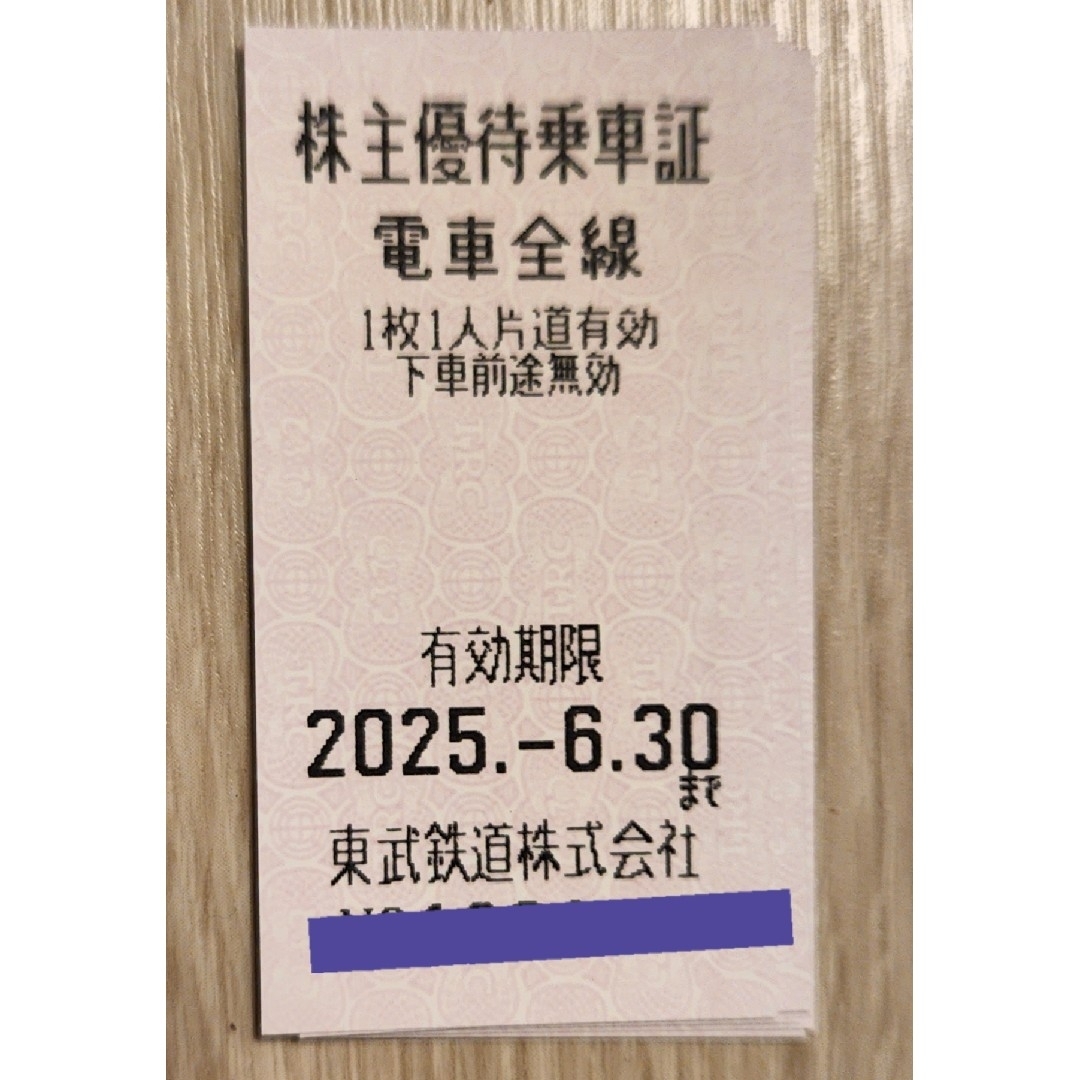 株主優待乗車証
電車全線
1枚1人片道有効
下車前途無効
有効期限
2025.-6.30
まで
東武鉄道株式会社